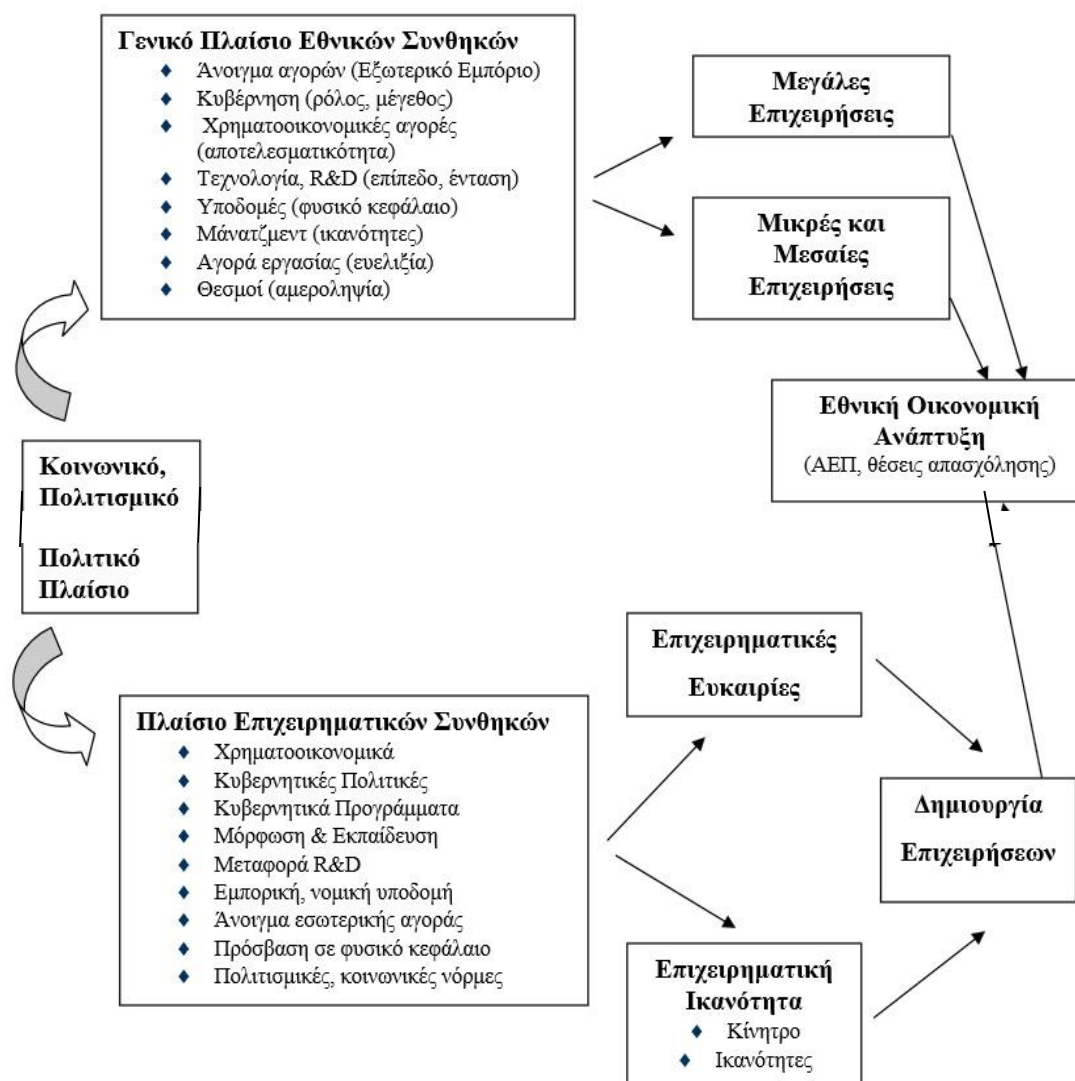 Γενικό Πλαίσιο Εθνικών Συνθηκών
Άνοιγμα αγορών (Εξωτερικό Εμπόριο)
Κυβέρνηση (ρόλος, μέγεθος)
Χρηματοοικονομικές αγορές
(αποτελεσματικότητα)
Τεχνολογία, R&D (επίπεδο, ένταση)
Υποδομές (φυσικό κεφάλαιο)
Μάνατζμεντ (ικανότητες)
Αγορά εργασίας (ευελιξία)
Θεσμοί (αμεροληψία)
Μεγάλες
Επιχειρήσεις
Μικρές και
Μεσαίες
Επιχειρήσεις
Εθνική Οικονομική
Ανάπτυξη
(ΑΕΠ, θέσεις απασχόλησης)
Κοινωνικό,
Πολιτισμικό
Πολιτικό
Πλαίσιο
Πλαίσιο Επιχειρηματικών Συνθηκών
Χρηματοοικονομικά
Κυβερνητικές Πολιτικές
Κυβερνητικά Προγράμματα
Μόρφωση & Εκπαίδευση
Μεταφορά R&D
Εμπορική, νομική υποδομή
Άνοιγμα εσωτερικής αγοράς
Πρόσβαση σε φυσικό κεφάλαιο
Πολιτισμικές, κοινωνικές νόρμες
Επιχειρηματικές
Ευκαιρίες
Επιχειρηματική
Ικανότητα
Κίνητρο
Ικανότητες
Δημιουργία
Επιχειρήσεων